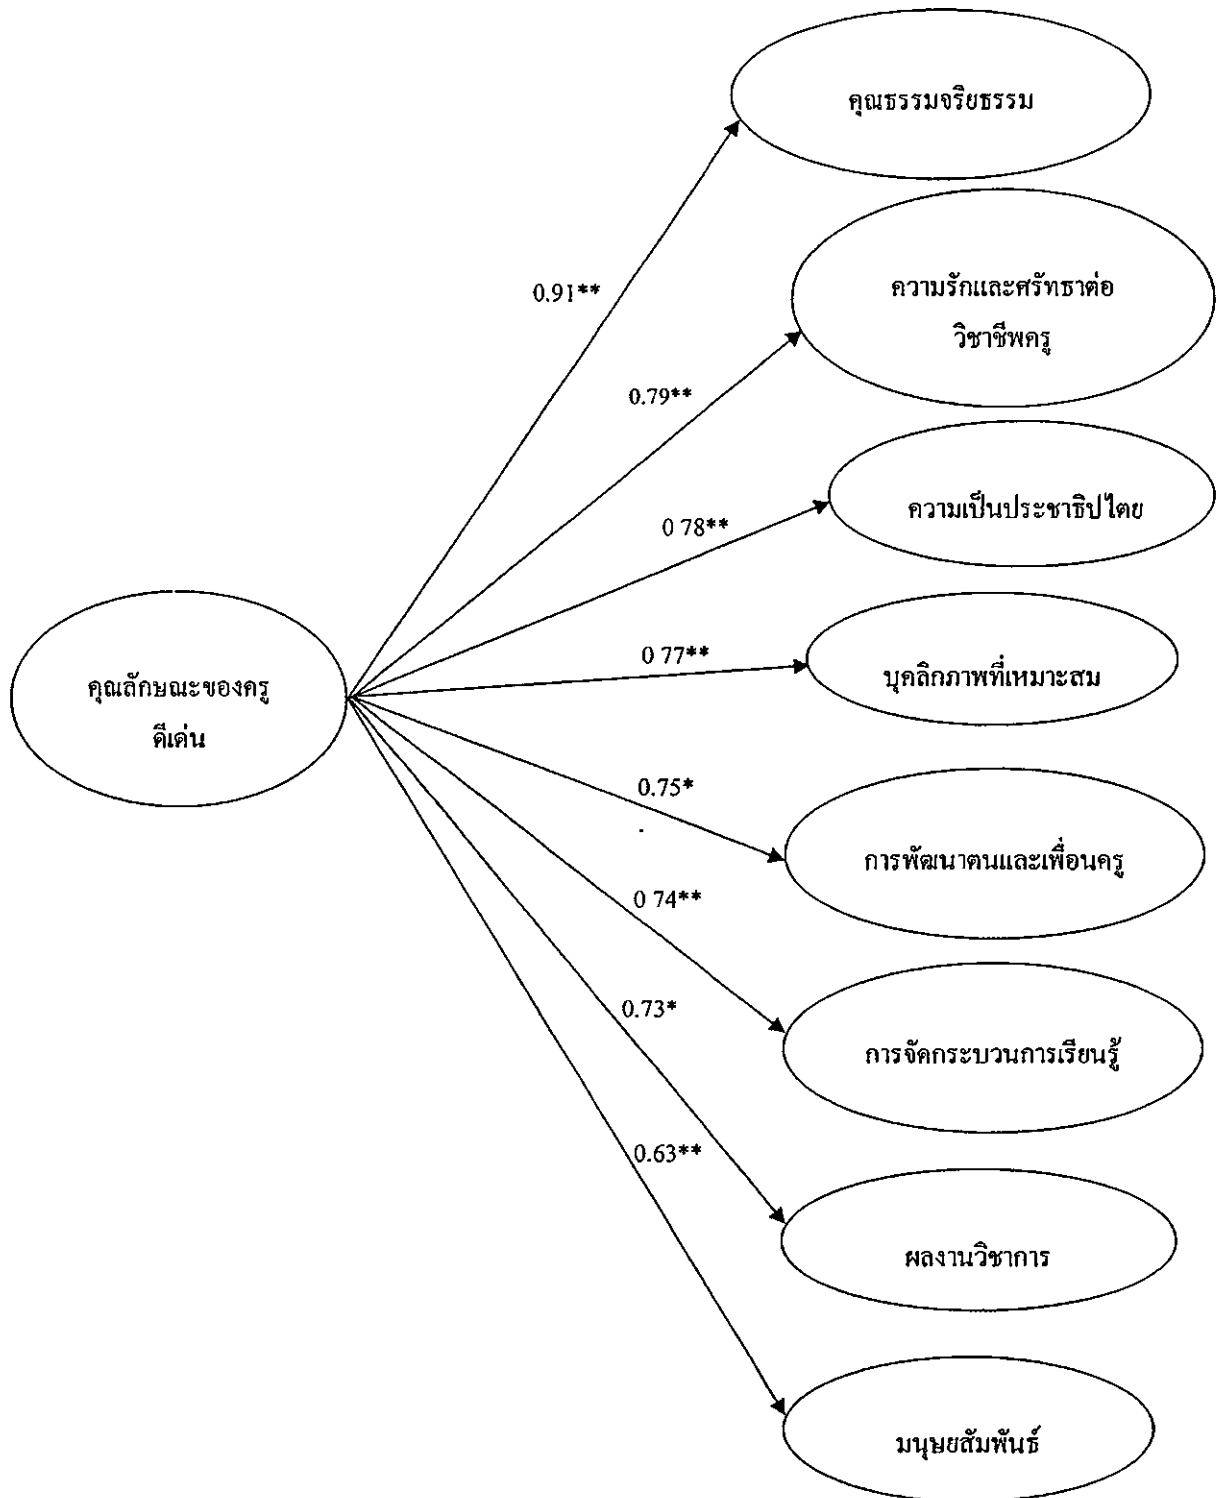 คุณธรรมจริยธรรม
0.91**
ความรักและศรัทธาต่อ
วิชาชีพครู
0.79**
ความเป็นประชาธิปไตย
0 78**
0 77**
บุคลิกภาพที่เหมาะสม
คุณลักษณะของครู
ดีเด่น
0.75*
การพัฒนาตนและเพื่อนครู
0 74**
0.73*
การจัดกระบวนการเรียนรู้
0.63**
ผลงานวิชาการ
มนุษยสัมพันธ์